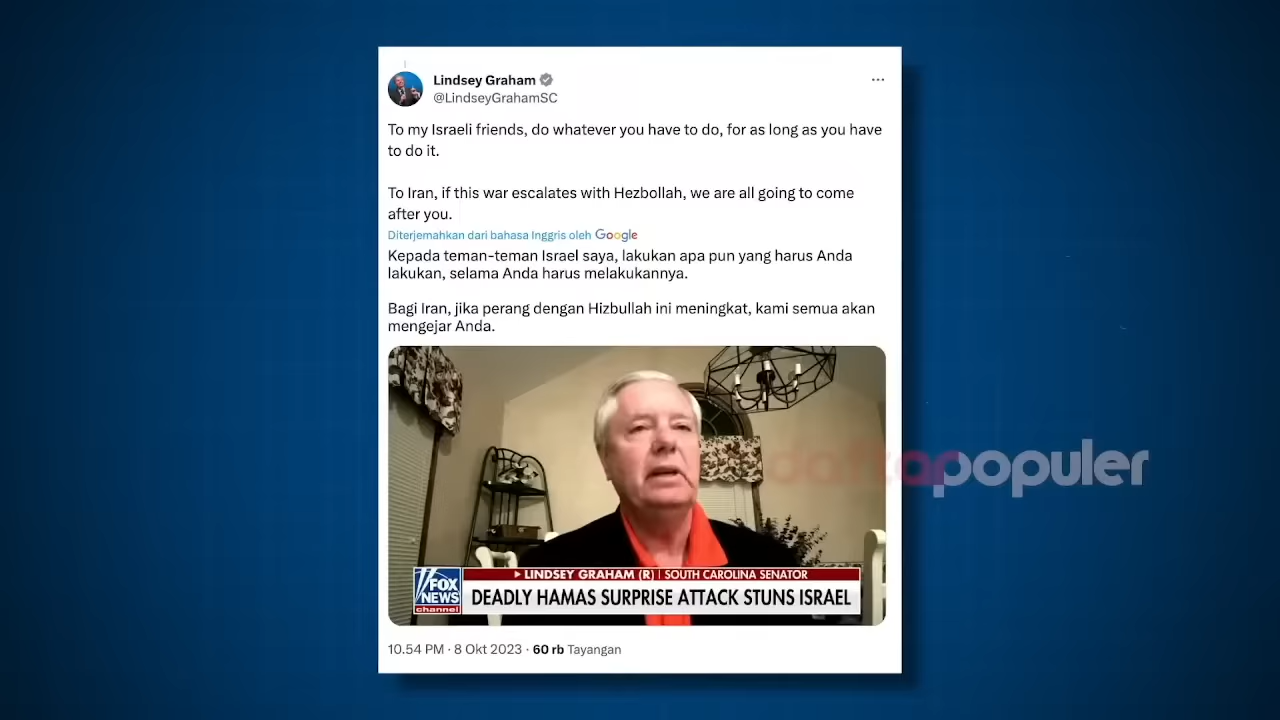 Lindsey Graham
@LindseyGrahamSC
To my Israeli friends, do whatever you have to do, for as long as you have
to do it.
To Iran, if this war escalates with Hezbollah, we are all going to come
after you.
Diterjemahkan dari bahasa Inggris oleh Google
Kepada teman-teman Israel saya, lakukan apa pun yang harus Anda
lakukan, selama Anda harus melakukannya.
Bagi Iran, jika perang dengan Hizbullah ini meningkat, kami semua akan
mengejar Anda.
daftarpopuler
LINDSEY GRAHAM (R) | SOUTH CAROLINA SENATOR
FOX NEWS channel
DEADLY HAMAS SURPRISE ATTACK STUNS ISRAEL
10.54 PM · 8 Okt 2023 · 60 rb Tayangan